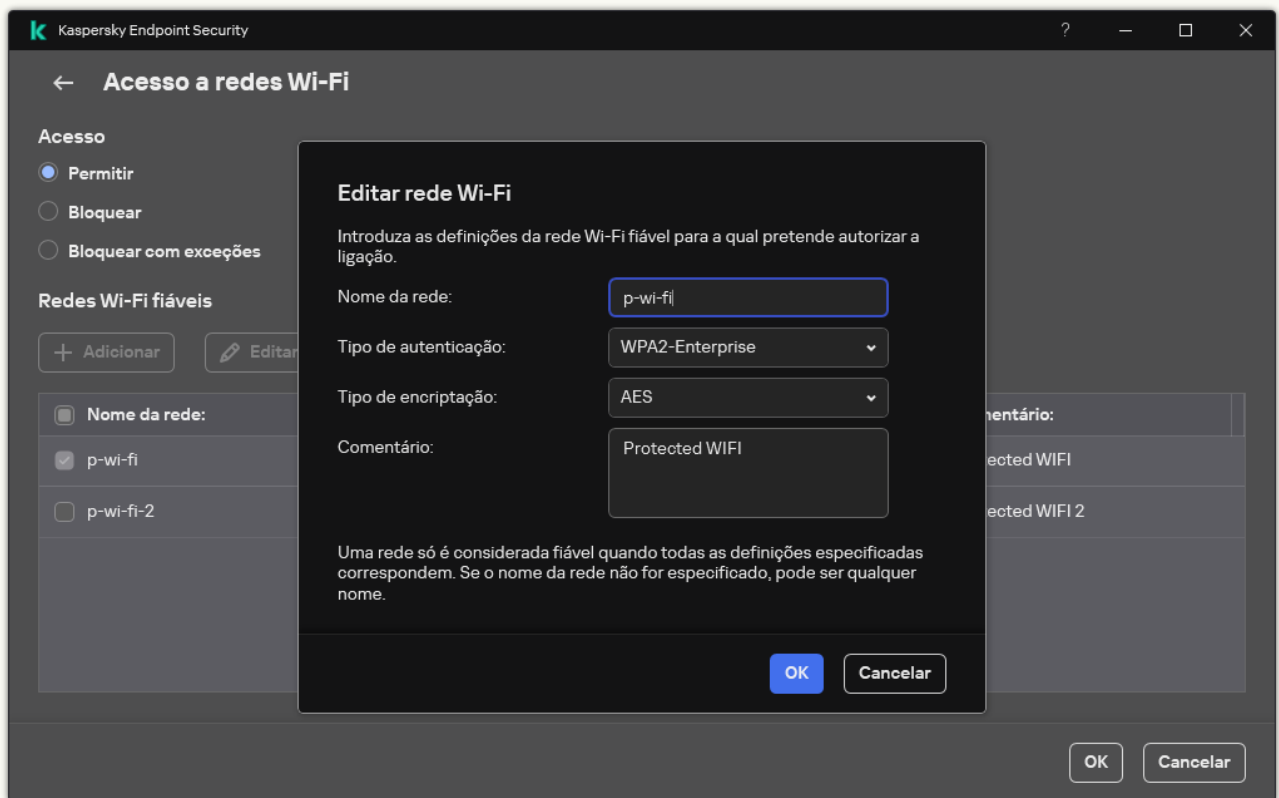 Kaspersky Endpoint Security
?
Acesso a redes Wi-Fi
Acesso
Permitir
Bloquear
Bloquear com exceções
Redes Wi-Fi fiáveis
Adicionar
Editar
Nome da rede:
p-wi-fi
p-wi-fi-2
Editar rede Wi-Fi
Introduza as definições da rede Wi-Fi fiável para a qual pretende autorizar a
ligação.
Nome da rede: p-wi-fi
Tipo de autenticação: WPA2-Enterprise
Tipo de encriptação: AES
Comentário: Protected WIFI
Uma rede só é considerada fiável quando todas as definições especificadas
correspondem. Se o nome da rede não for especificado, pode ser qualquer
nome.
OK Cancelar
mentário:
ected WIFI
ected WIFI 2
OK Cancelar